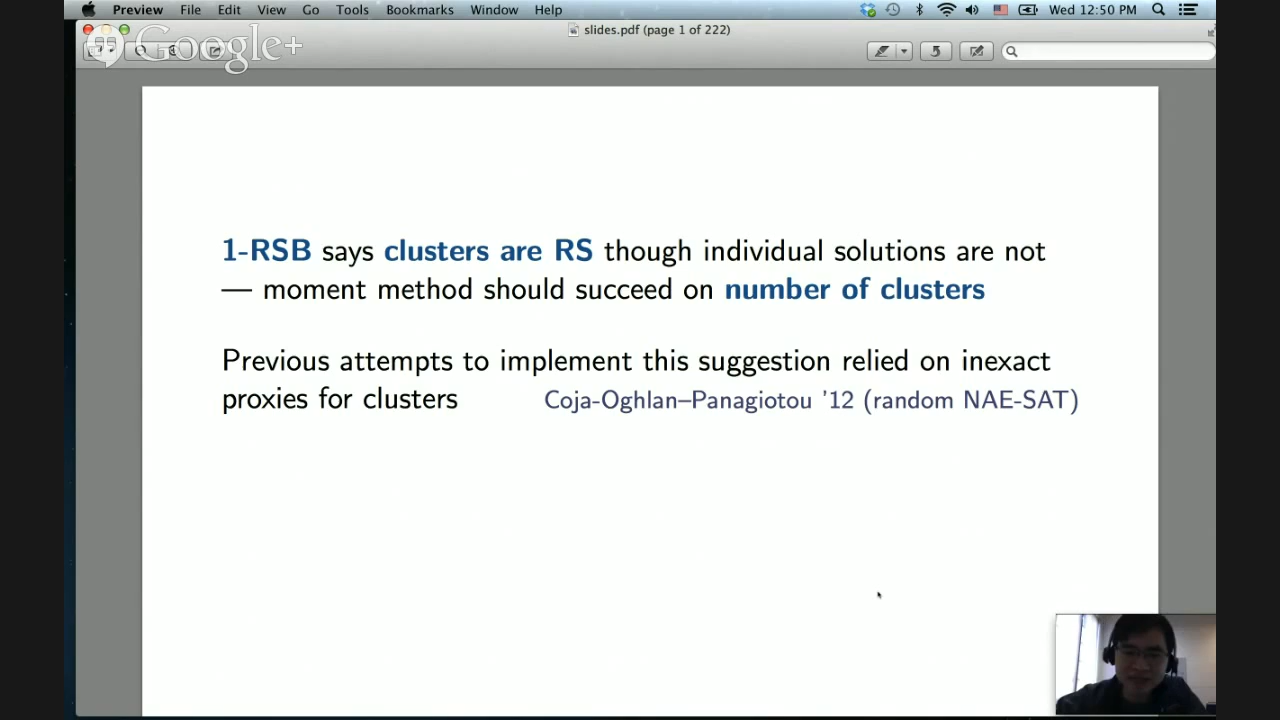 Preview File Edit View Go Tools Bookmarks Window Help Wed 12:50 PM
slides.pdf (page 1 of 222)
Google+
1-RSB says clusters are RS though individual solutions are not
— moment method should succeed on number of clusters
Previous attempts to implement this suggestion relied on inexact
proxies for clusters Coja-Oghlan–Panagiotou '12 (random NAE-SAT)